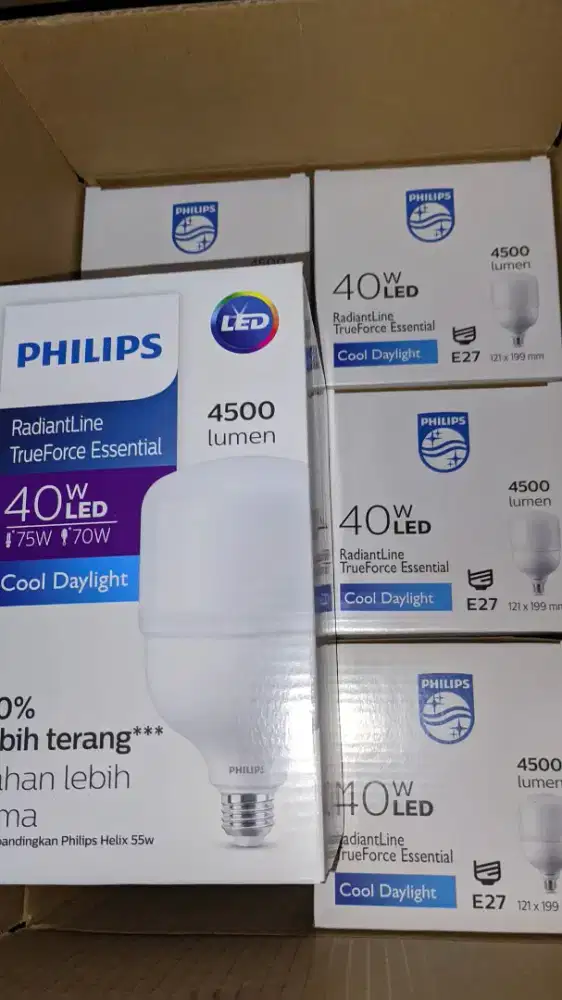 PHILIPS
4500
PHILIPS
4500
lumen
40W
LED
RadiantLine
TrueForce Essential
Cool Daylight
E27
121 x 199 mm
PHILIPS
LED
RadiantLine
TrueForce Essential
4500
lumen
40W
LED
75W 70W
Cool Daylight
0%
bih terang***
ahan lebih
ma
bandingkan Philips Helix 55w
PHILIPS
PHILIPS
4500
lumen
40W
LED
RadiantLine
TrueForce Essential
Cool Daylight
E27
121 x 199 mm
PHILIPS
4500
lumen
40W
LED
adiantLine
TrueForce Essential
Cool Daylight
E27
121 x 199